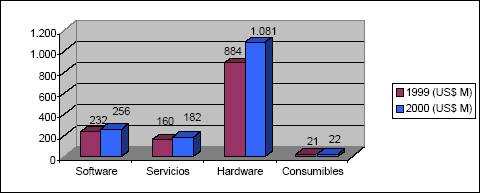 1.200
1.000
800
600
400
200
0
232
256
160
182
884
1.081
21
22
Software
Servicios
Hardware
Consumibles
1999 (US$ M)
2000 (US$ M)